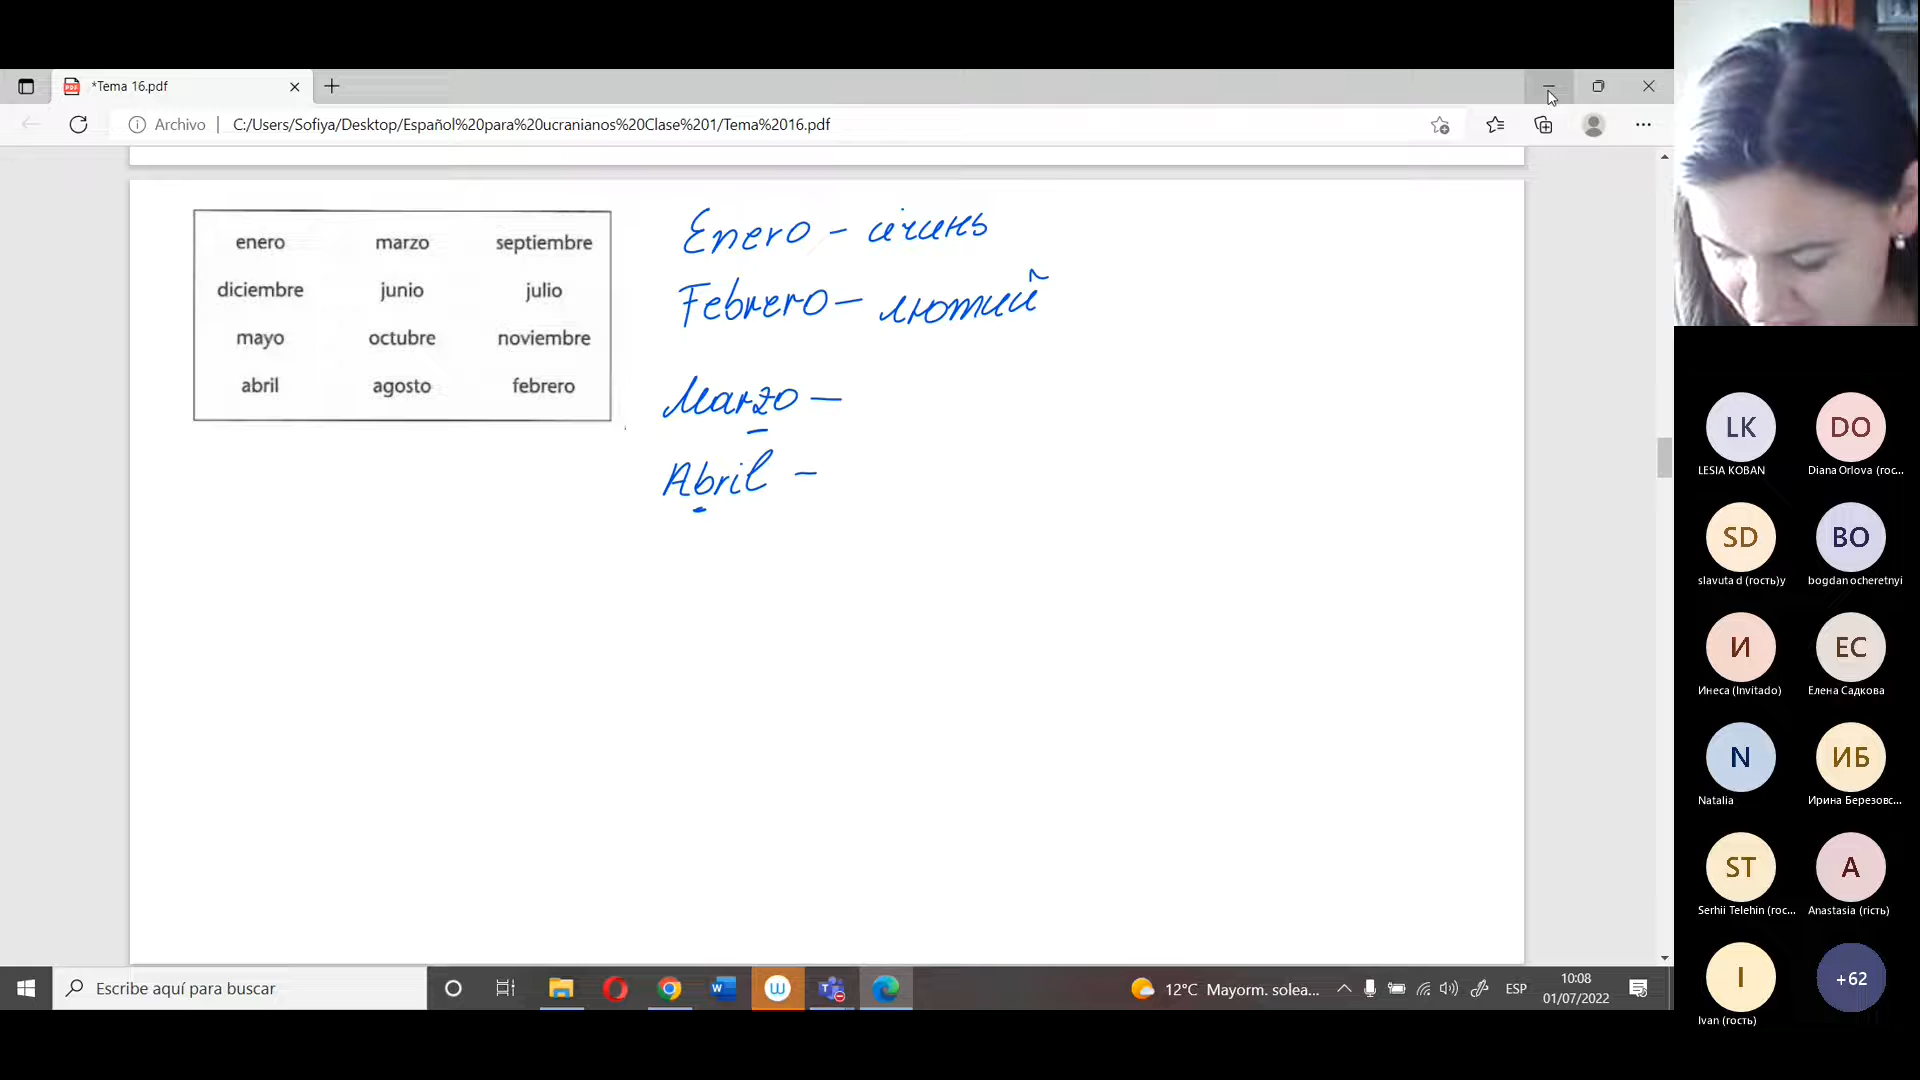 *Tema 16.pdf
Archivo | C:/Users/Sofiya/Desktop/Español%20para%20ucranianos%20Clase%201/Tema%2016.pdf
enero marzo septiembre
diciembre junio julio
mayo octubre noviembre
abril agosto febrero
Enero – січень
Febrero – лютий
Marzo –
Abril –
LK DO
LESIA KOBAN Diana Orlova (гос...
SD BO
slavuta d (гость)y bogdan ocheretnyi
И ЕС
Инеса (Invitado) Елена Садкова
N ИБ
Natalia Ирина Березовс...
ST A
Serhii Telehin (гос... Anastasia (гість)
I +62
Ivan (гость)
Escribe aquí para buscar
12°C Mayorm. solea...
ESP
10:08
01/07/2022